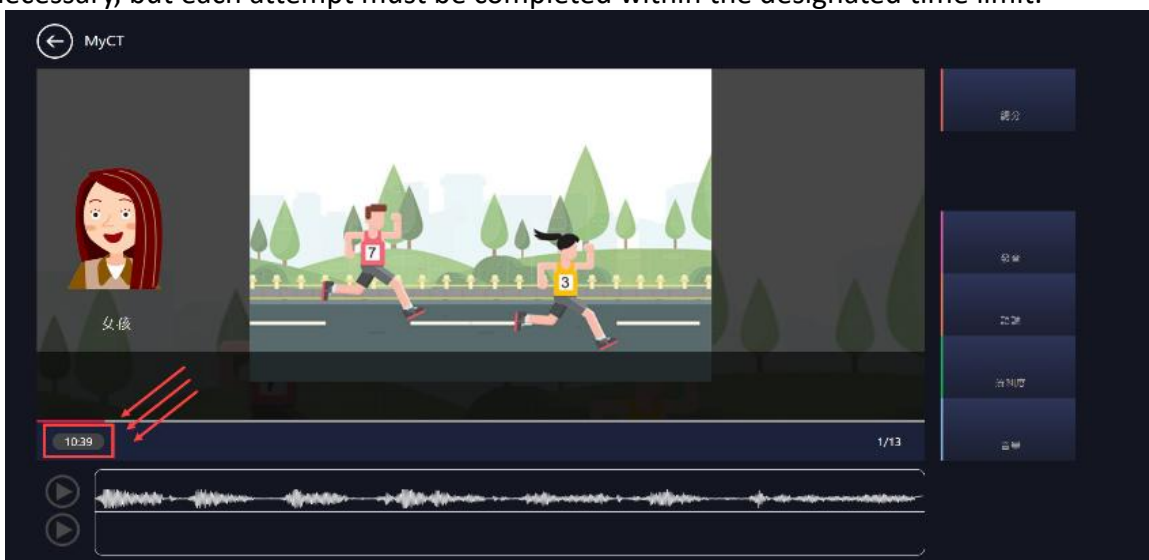 necessary, but each attempt must be completed within the designated time limit.
MyCT
總分
7
3
女孩
10:39
1/13